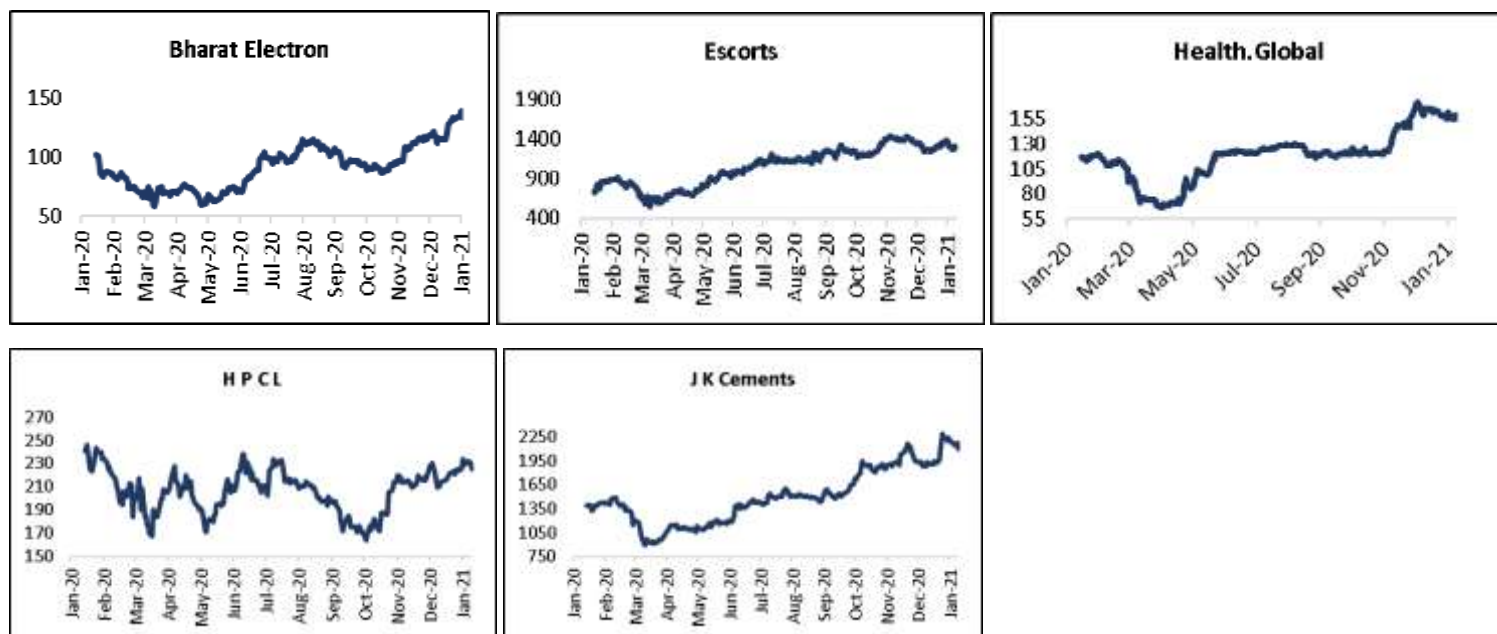 Bharat Electron
150
100
50
Jan-20 Feb-20 Mar-20 Apr-20 May-20 Jun-20 Jul-20 Aug-20 Sep-20 Oct-20 Nov-20 Dec-20 Jan-21
Escorts
1900
1400
900
400
Jan-20 Feb-20 Mar-20 Apr-20 May-20 Jun-20 Jul-20 Aug-20 Sep-20 Oct-20 Nov-20 Dec-20 Jan-21
Health.Global
155
130
105
80
55
Jan-20 Mar-20 May-20 Jul-20 Sep-20 Nov-20 Jan-21
H P C L
270
250
230
210
190
170
150
Jan-20 Feb-20 Mar-20 Apr-20 May-20 Jun-20 Jul-20 Aug-20 Sep-20 Oct-20 Nov-20 Dec-20 Jan-21
J K Cements
2250
1950
1650
1350
1050
750
Jan-20 Feb-20 Mar-20 Apr-20 May-20 Jun-20 Jul-20 Aug-20 Sep-20 Oct-20 Nov-20 Dec-20 Jan-21